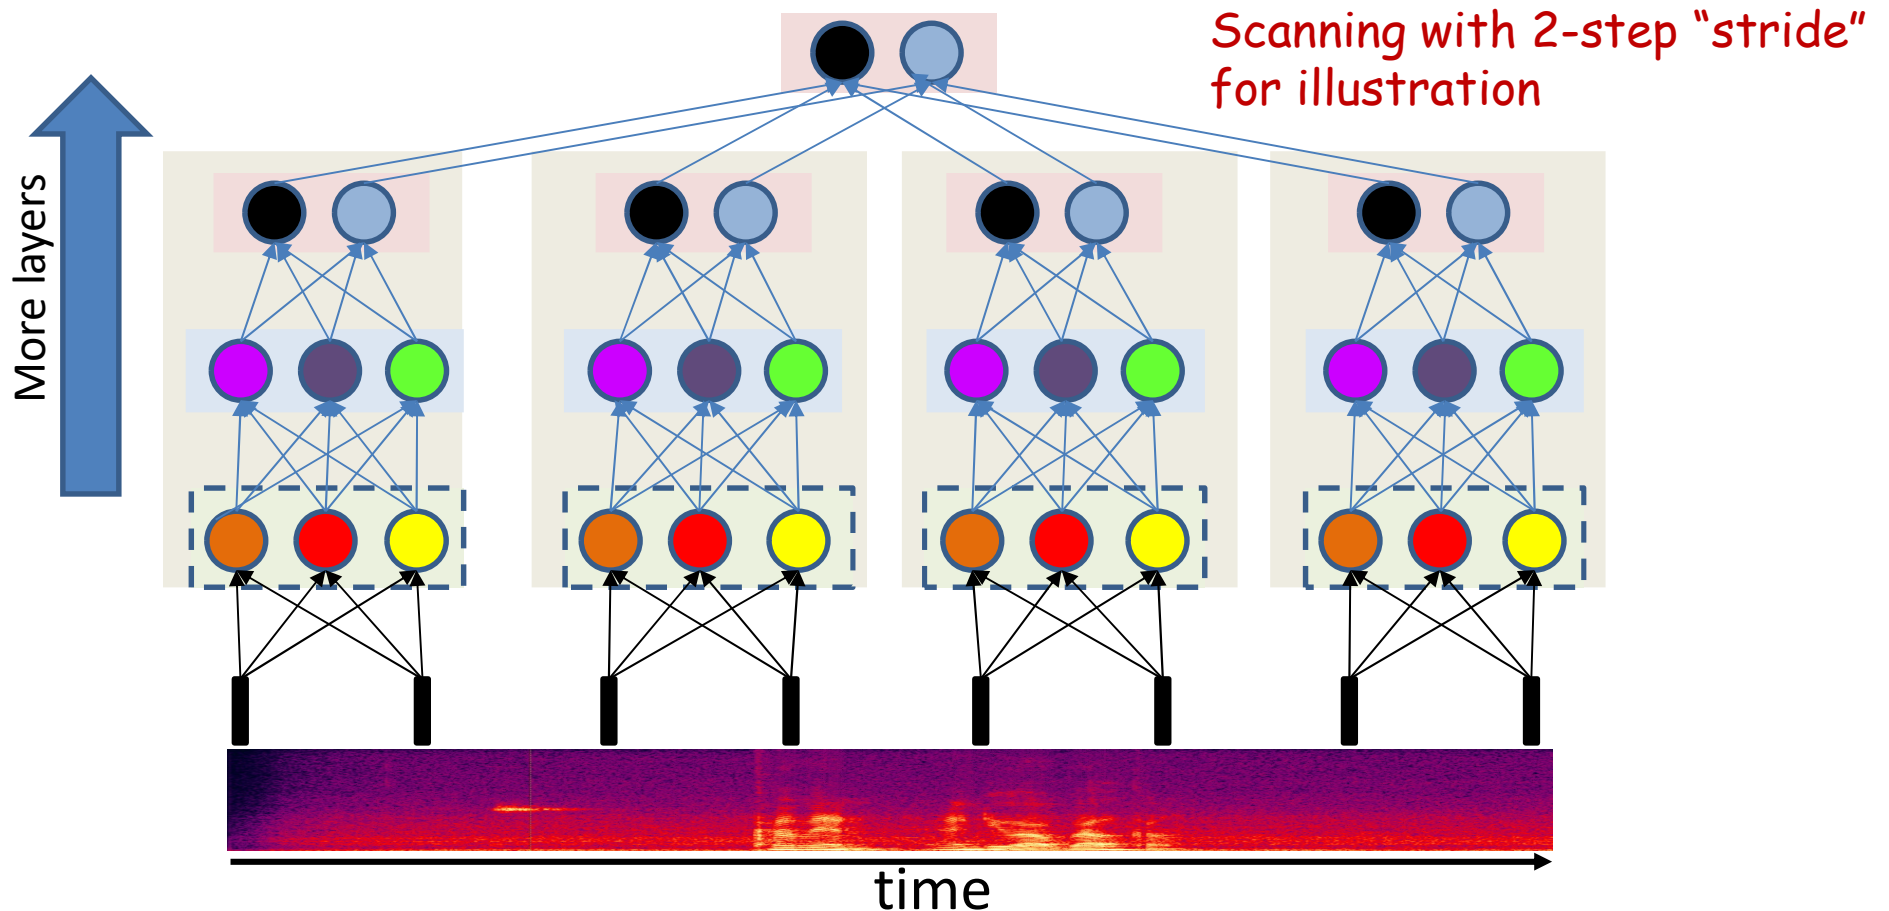 Scanning with 2-step “stride”
for illustration
More layers
time